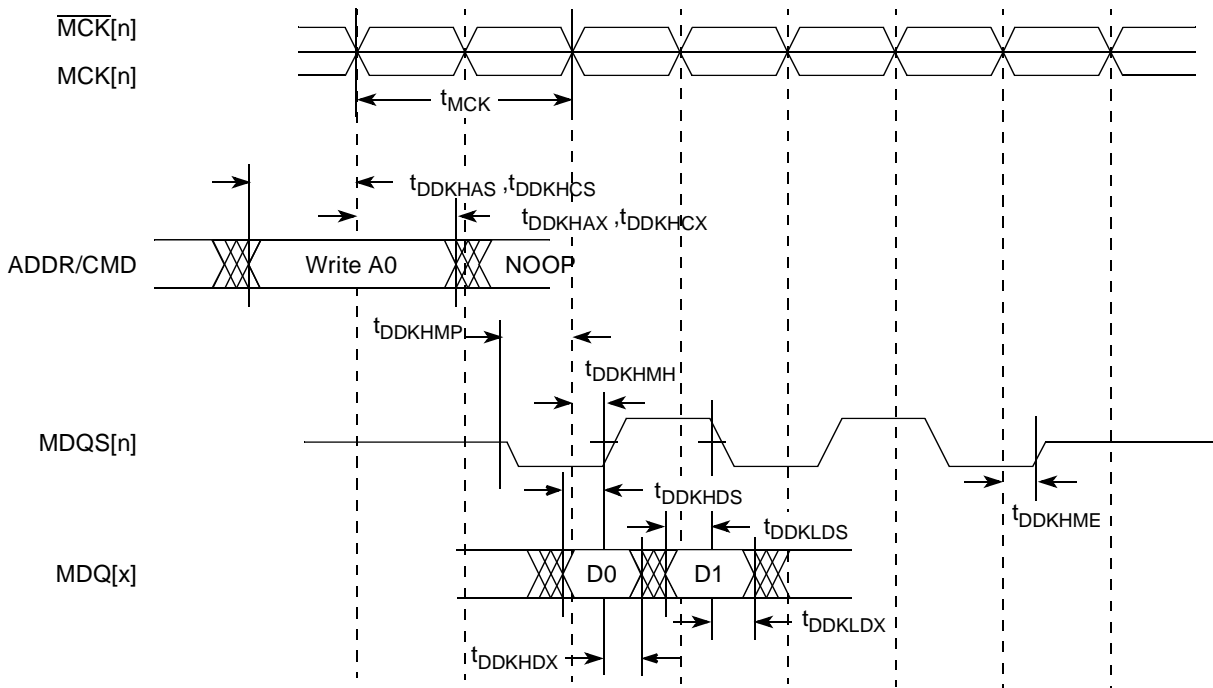 MCK[n]
MCK[n]
tMCK
tDDKHAS ,tDDKHCS
tDDKHAX ,tDDKHCX
ADDR/CMD
Write A0
NOOP
tDDKHMP
tDDKHMH
MDQS[n]
tDDKHDS
tDDKHME
tDDKLDS
MDQ[x]
D0
D1
tDDKLDX
tDDKHDX